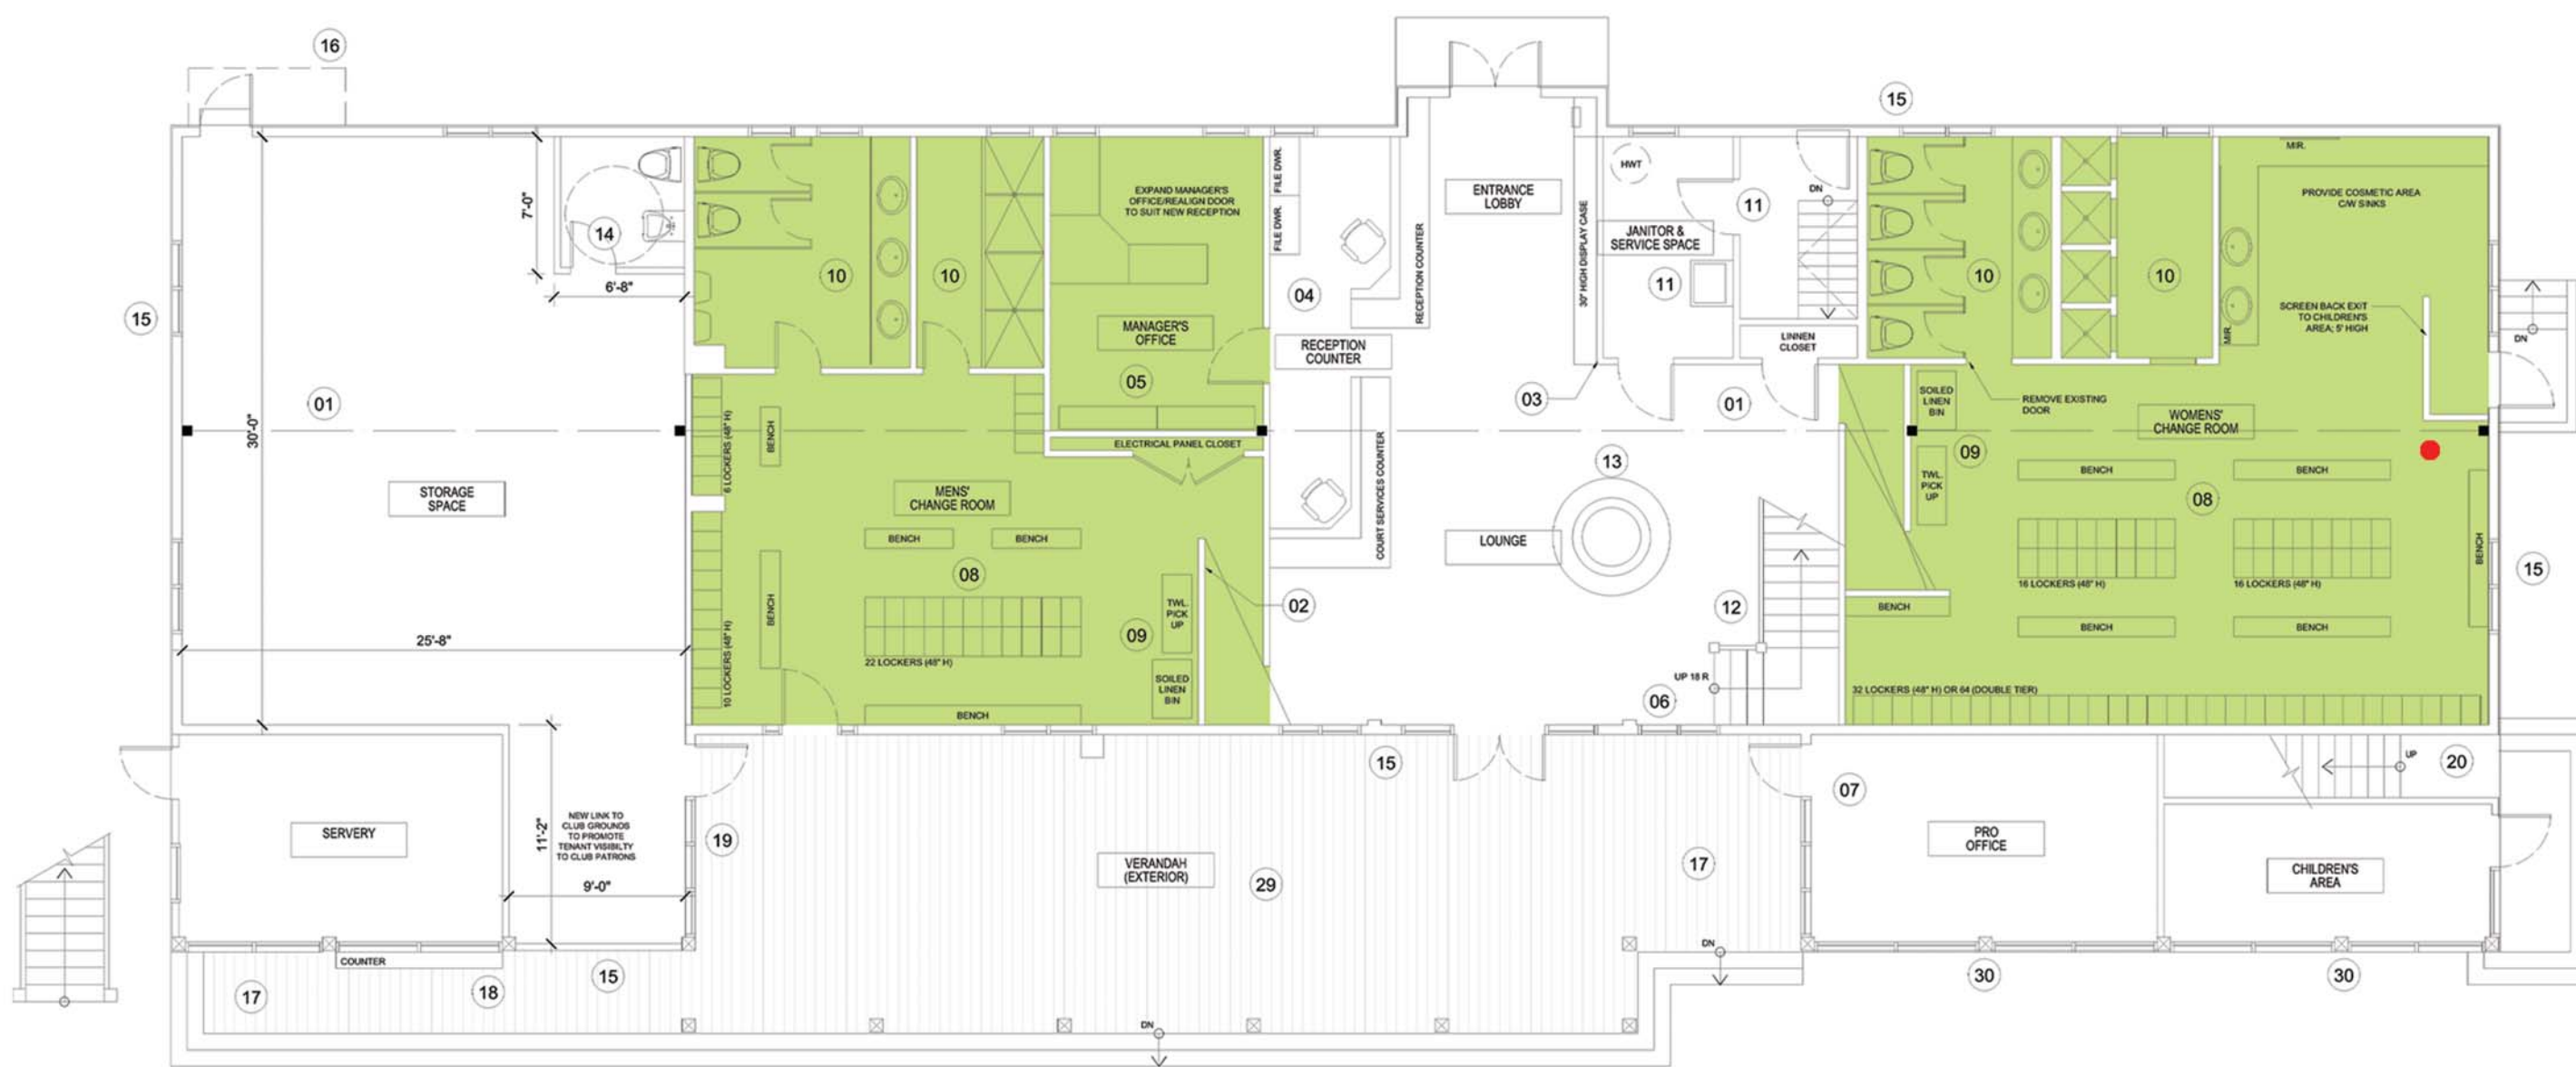 16
15
MIR.
HWT
DN
FILE DWR.
FILE DWR.
EXPAND MANAGER'S
OFFICE/REALIGN DOOR
TO SUIT NEW RECEPTION
ENTRANCE
LOBBY
30" HIGH DISPLAY CASE
JANITOR &
SERVICE SPACE
11
11
PROVIDE COSMETIC AREA
C/W SINKS
7'-0"
14
6'-8"
10
10
04
RECEPTION COUNTER
10
10
SCREEN BACK EXIT
TO CHILDREN'S
AREA; 5' HIGH
MIR.
DN
15
MANAGER'S
OFFICE
05
RECEPTION
COUNTER
LINNEN
CLOSET
01
30'-0"
03
01
SOILED
LINEN
BIN
REMOVE EXISTING
DOOR
WOMENS'
CHANGE ROOM
6 LOCKERS (48" H)
BENCH
ELECTRICAL PANEL CLOSET
COURT SERVICES COUNTER
13
09
TWL.
PICK
UP
BENCH
BENCH
STORAGE
SPACE
MENS'
CHANGE ROOM
08
BENCH
BENCH
LOUNGE
BENCH
15
08
16 LOCKERS (48" H)
16 LOCKERS (48" H)
BENCH
10 LOCKERS (48" H)
TWL.
PICK
UP
02
12
BENCH
09
BENCH
BENCH
25'-8"
22 LOCKERS (48" H)
SOILED
LINEN
BIN
UP 18 R
06
32 LOCKERS (48" H) OR 64 (DOUBLE TIER)
BENCH
15
UP
20
07
SERVERY
11'-2"
NEW LINK TO
CLUB GROUNDS
TO PROMOTE
TENANT VISIBILTY
TO CLUB PATRONS
19
VERANDAH
(EXTERIOR)
29
17
PRO
OFFICE
CHILDREN'S
AREA
9'-0"
DN
COUNTER
17
18
15
30
30
DN